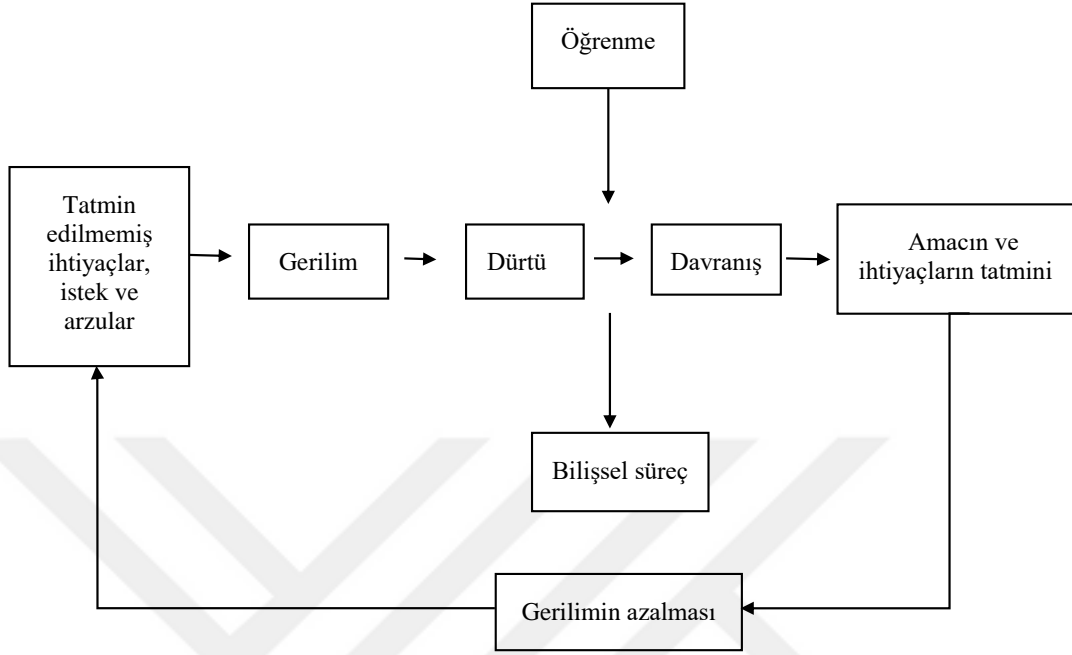 Öğrenme
Tatmin
edilmemiş
ihtiyaçlar,
istek ve
arzular
Gerilim
Dürtü
Davranış
Amacın ve
ihtiyaçların tatmini
Bilişsel süreç
Gerilimin azalması